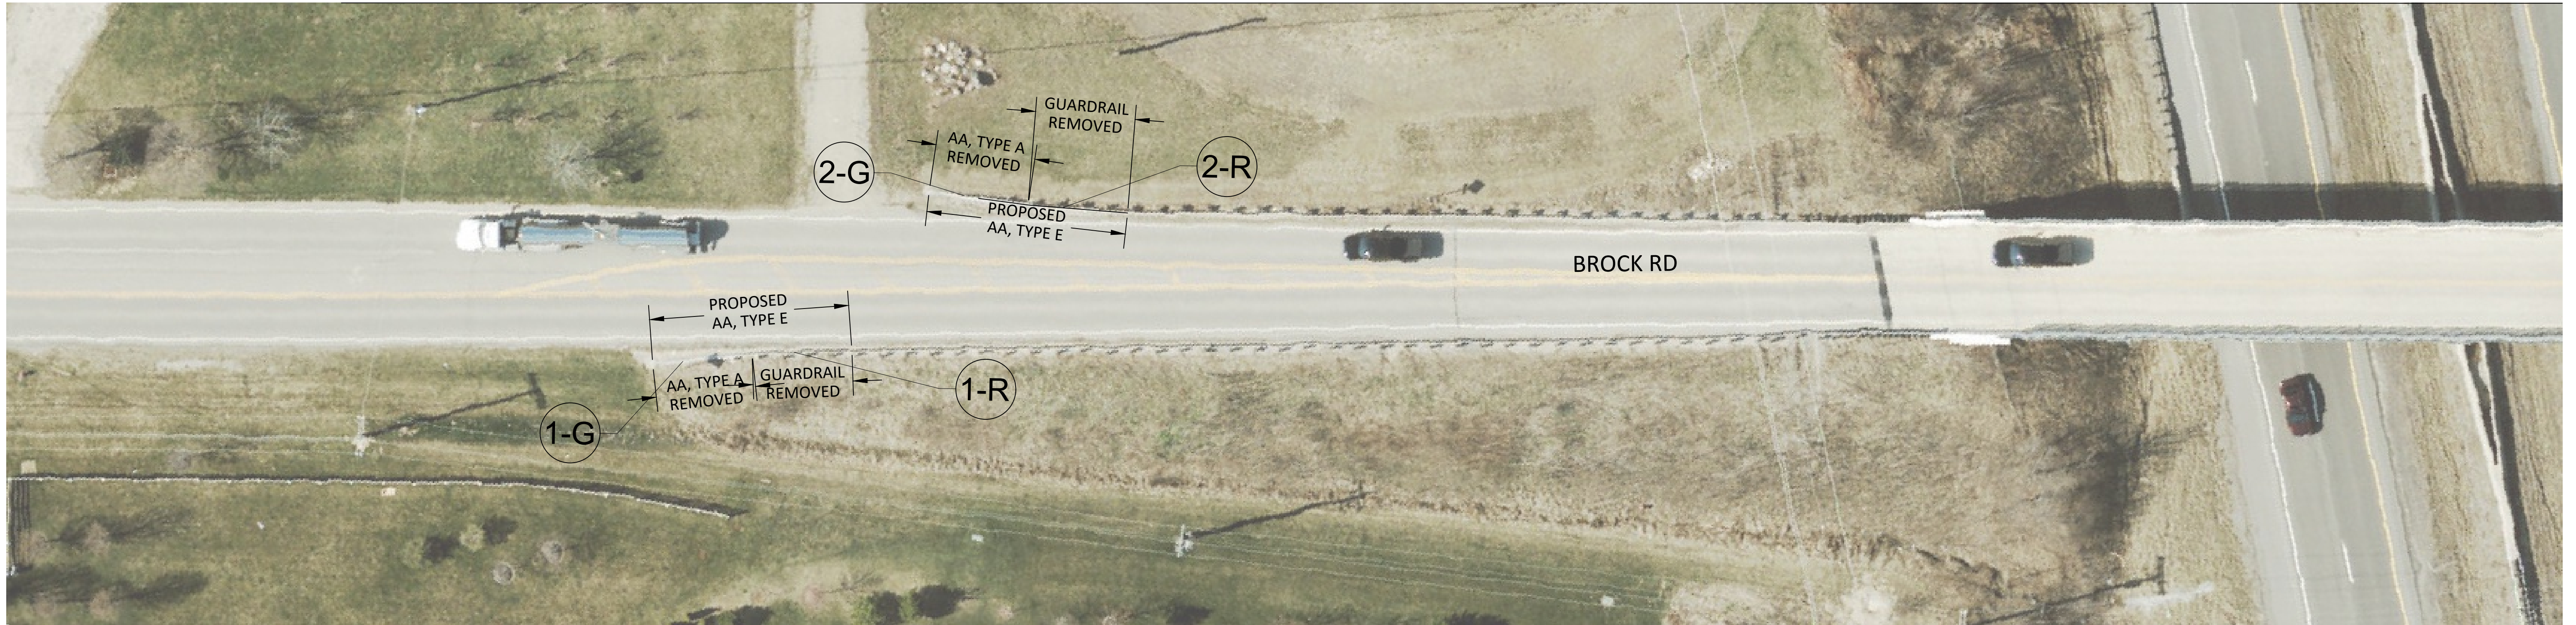 GUARDRAIL
REMOVED
AA, TYPE A
REMOVED
2-G
2-R
PROPOSED
AA, TYPE E
BROCK RD
PROPOSED
AA, TYPE E
AA, TYPE A
REMOVED
GUARDRAIL
REMOVED
1-R
1-G